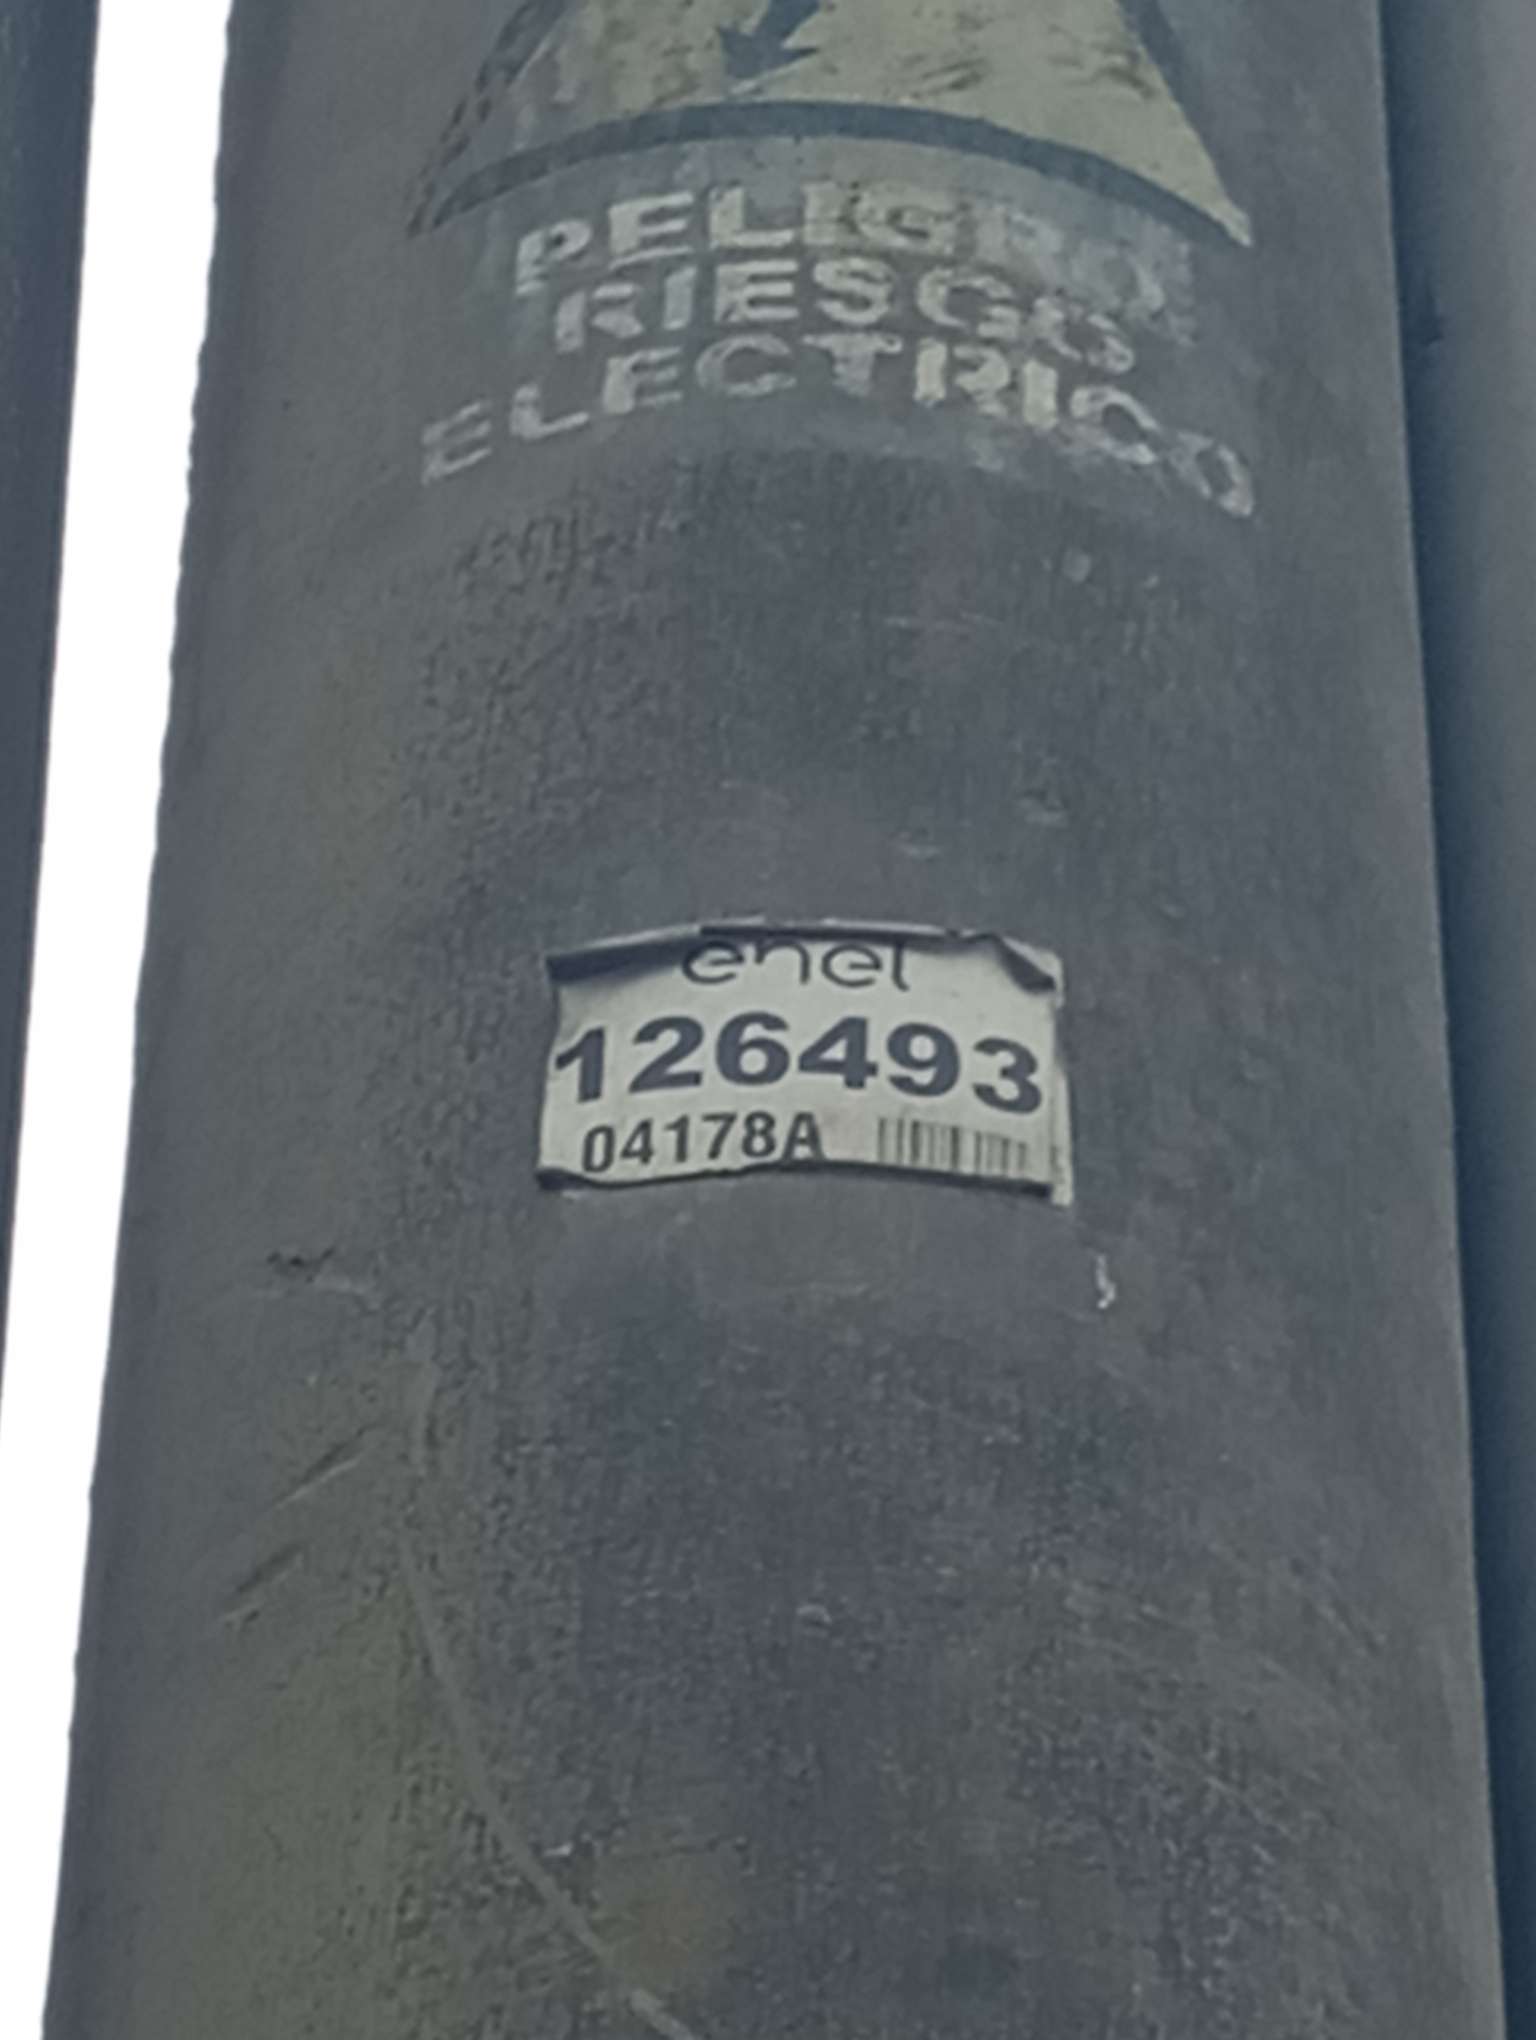 PELIGRO
RIESGO
ELECTRICO
enel
126493
04178A